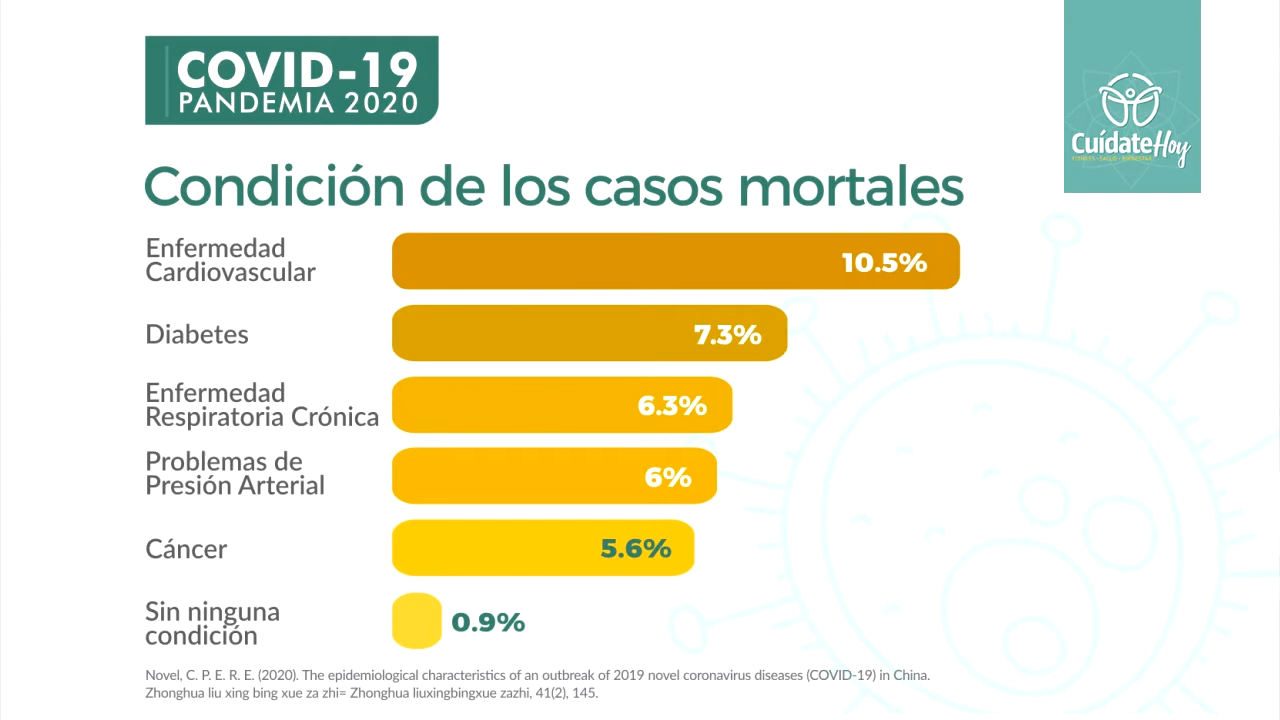 COVID-19
PANDEMIA 2020
CuídateHoy
FITNESS • SALUD • BIENESTAR
Condición de los casos mortales
Enfermedad
Cardiovascular
10.5%
Diabetes
7.3%
Enfermedad
Respiratoria Crónica
6.3%
Problemas de
Presión Arterial
6%
Cáncer
5.6%
Sin ninguna
condición
0.9%
Novel, C. P. E. R. E. (2020). The epidemiological characteristics of an outbreak of 2019 novel coronavirus diseases (COVID-19) in China.
Zhonghua liu xing bing xue za zhi= Zhonghua liuxingbingxue zazhi, 41(2), 145.